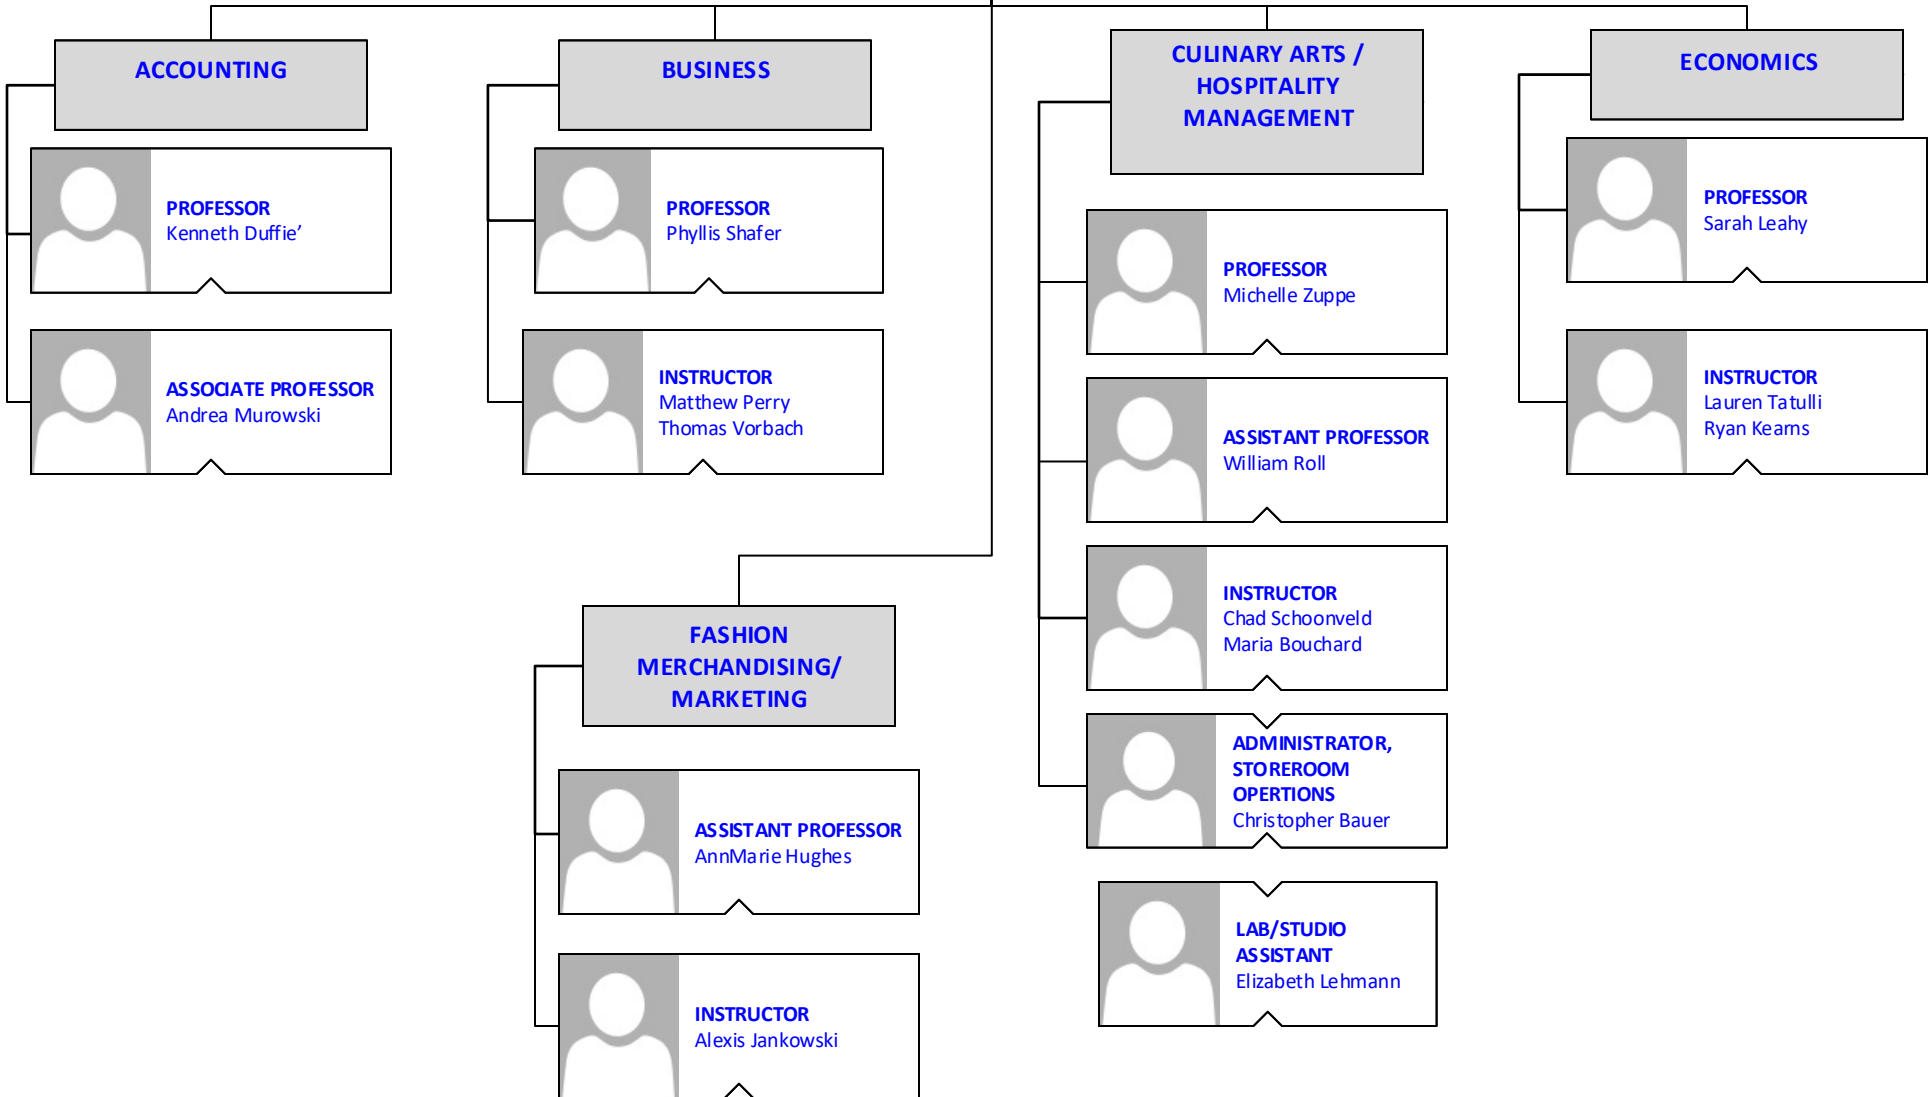 ACCOUNTING
PROFESSOR
Kenneth Duffie’
ASSOCIATE PROFESSOR
Andrea Murowski
BUSINESS
PROFESSOR
Phyllis Shafer
INSTRUCTOR
Matthew Perry
Thomas Vorbach
CULINARY ARTS /
HOSPITALITY
MANAGEMENT
PROFESSOR
Michelle Zuppe
ASSISTANT PROFESSOR
William Roll
INSTRUCTOR
Chad Schoonveld
Maria Bouchard
ADMINISTRATOR,
STOREROOM
OPERTIONS
Christopher Bauer
LAB/STUDIO
ASSISTANT
Elizabeth Lehmann
ECONOMICS
PROFESSOR
Sarah Leahy
INSTRUCTOR
Lauren Tatulli
Ryan Kearns
FASHION
MERCHANDISING/
MARKETING
ASSISTANT PROFESSOR
AnnMarie Hughes
INSTRUCTOR
Alexis Jankowski